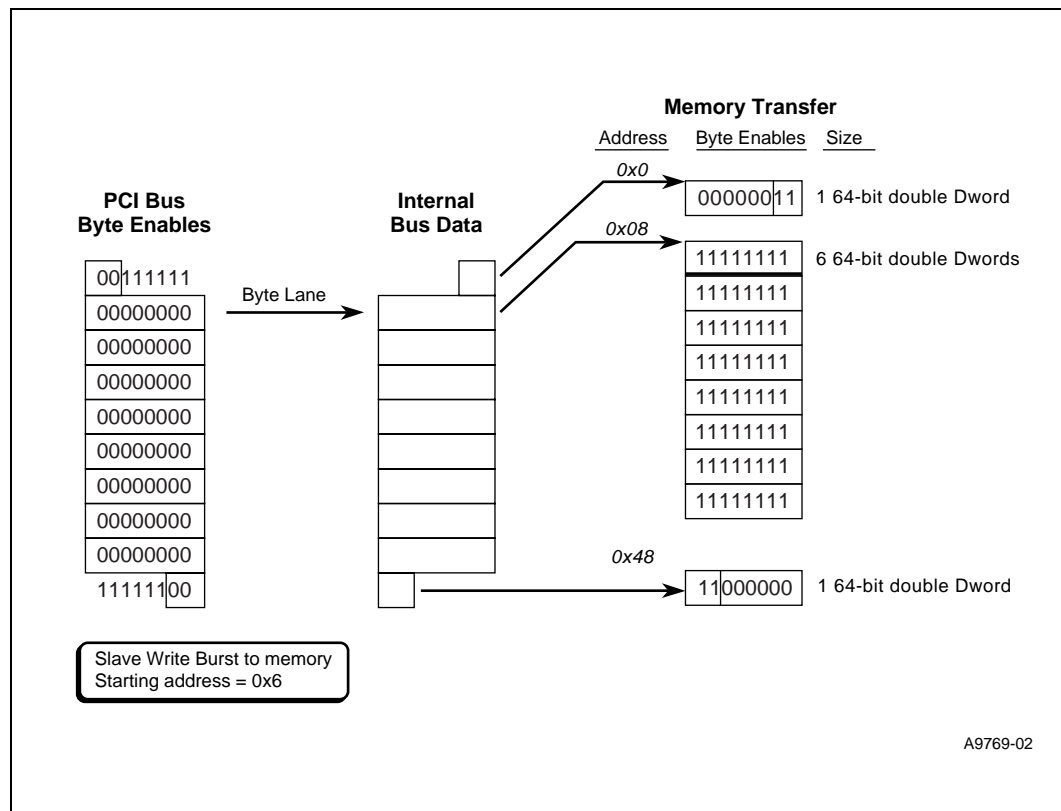 Memory Transfer
Address Byte Enables Size
0x0
PCI Bus
Byte Enables
Internal
Bus Data
00000011 1 64-bit double Dword
0x08
00111111
11111111 6 64-bit double Dwords
00000000
Byte Lane
11111111
00000000
11111111
00000000
11111111
00000000
11111111
00000000
11111111
00000000
11111111
00000000
11111111
00000000
0x48
11111100
11000000 1 64-bit double Dword
Slave Write Burst to memory
Starting address = 0x6
A9769-02